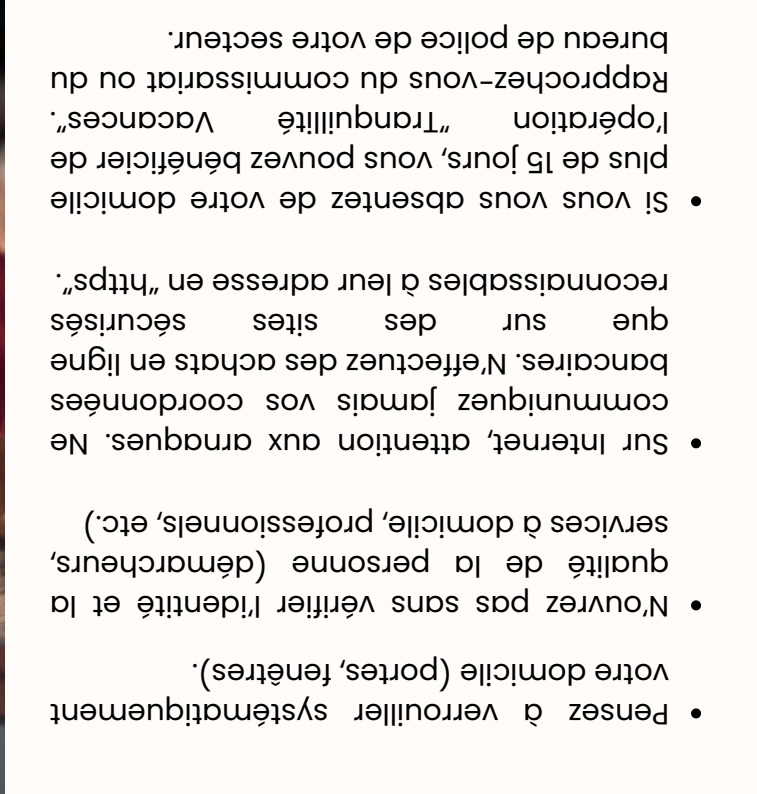 • Pensez à verrouiller systématiquement
votre domicile (portes, fenêtres).
• N'ouvrez pas sans vérifier l'identité et la
qualité de la personne (démarcheurs,
services à domicile, professionnels, etc.)
• Sur Internet, attention aux arnaques. Ne
communiquez jamais vos coordonnées
bancaires. N'effectuez des achats en ligne
que sur des sites sécurisés
reconnaissables à leur adresse en "https".
• Si vous vous absentez de votre domicile
plus de 15 jours, vous pouvez bénéficier de
l'opération "Tranquillité Vacances".
Rapprochez-vous du commissariat ou du
bureau de police de votre secteur.